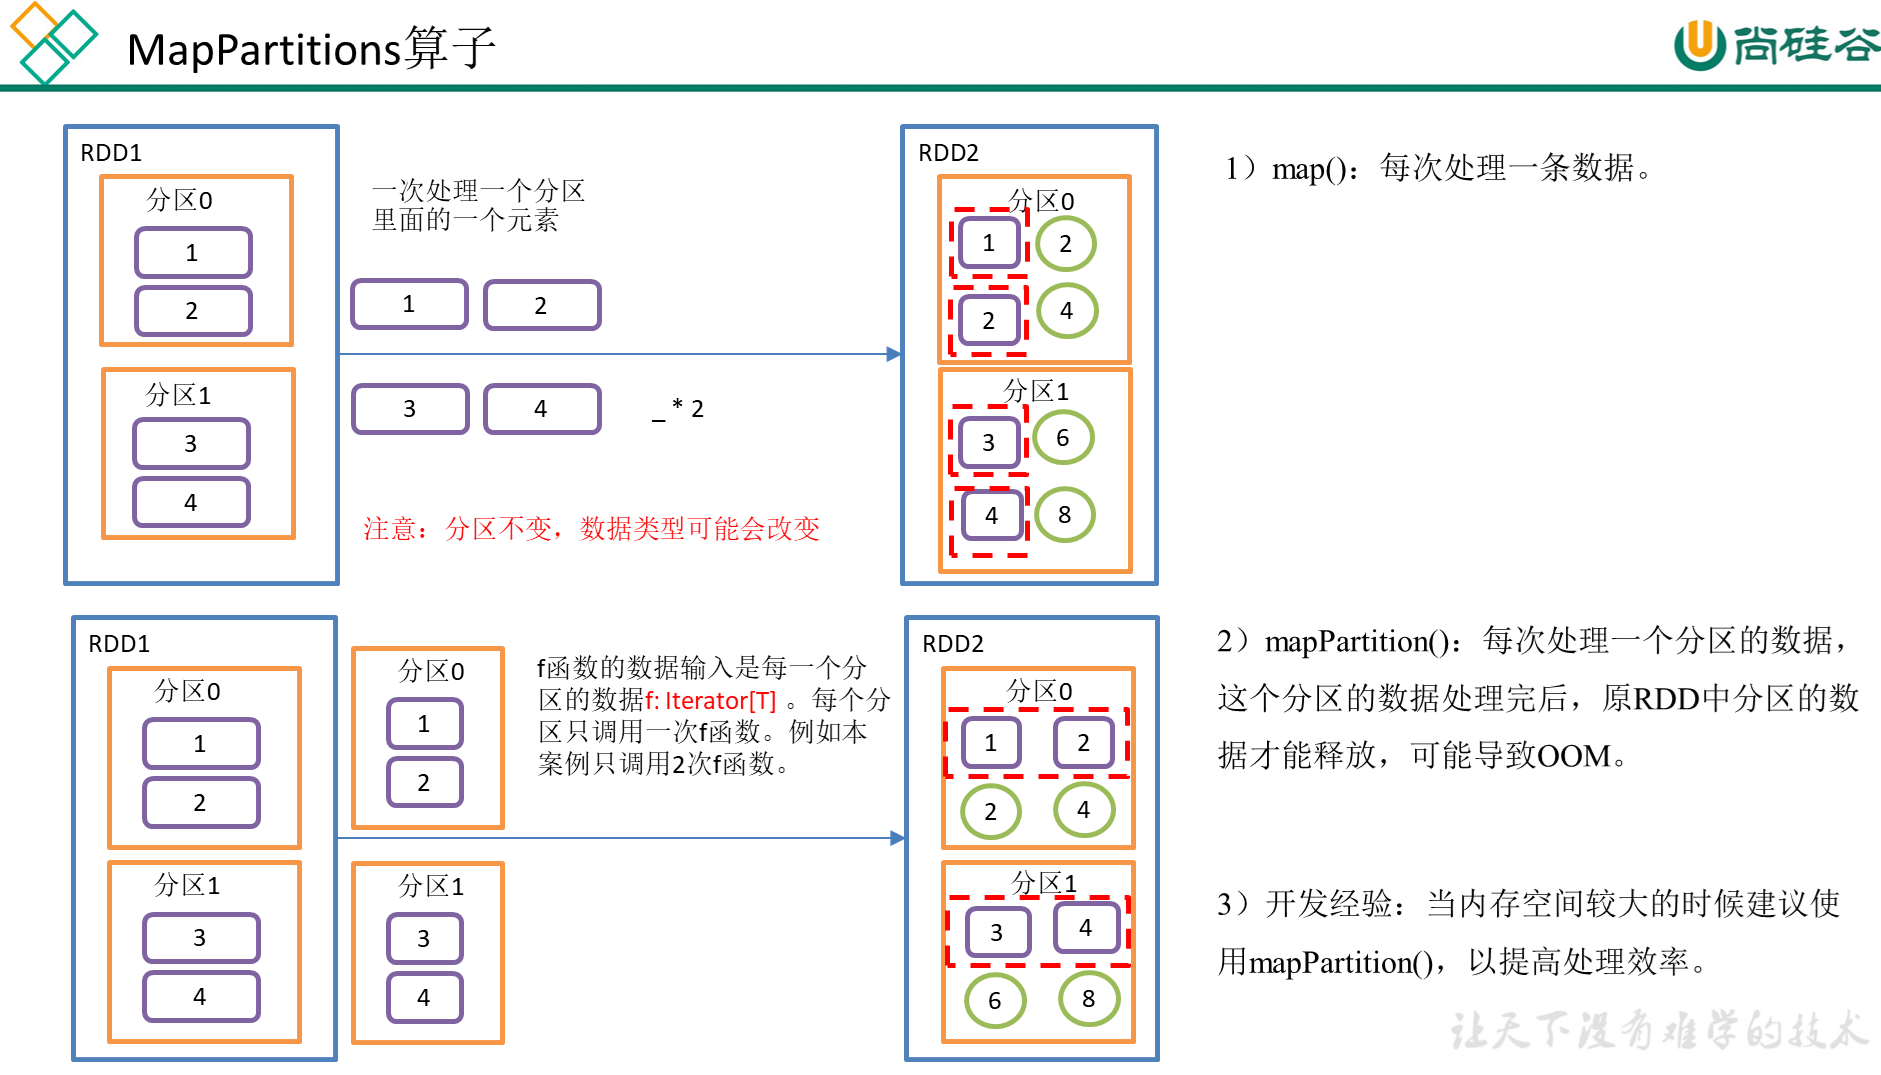 MapPartitions算子
尚硅谷
RDD1
分区0
1
2
分区1
3
4
一次处理一个分区
里面的一个元素
1 2
3 4 _ * 2
注意：分区不变，数据类型可能会改变
RDD2
分区0
1 2
2 4
分区1
3 6
4 8
1）map()：每次处理一条数据。
RDD1
分区0
1
2
分区1
3
4
分区0
1
2
分区1
3
4
f函数的数据输入是每一个分
区的数据f: Iterator[T] 。每个分
区只调用一次f函数。例如本
案例只调用2次f函数。
RDD2
分区0
1 2
2 4
分区1
3 4
6 8
2）mapPartition()：每次处理一个分区的数据，
这个分区的数据处理完后，原RDD中分区的数
据才能释放，可能导致OOM。
3）开发经验：当内存空间较大的时候建议使
用mapPartition()，以提高处理效率。
让天下没有难学的技术